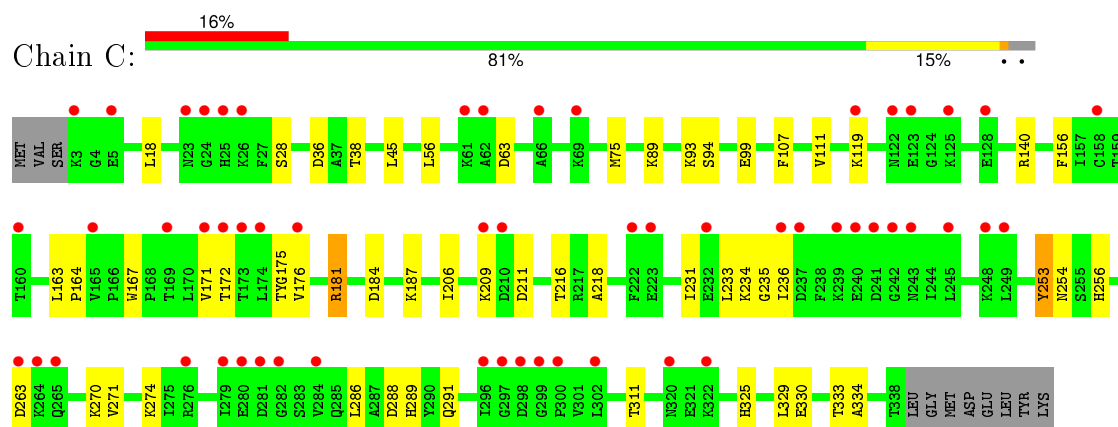 16%
Chain C:
81% 15%
MET VAL SER K3 G4 E5 L18 N23 G24 H25 K26 F27 S28 D36 A37 T38 L45 L56 K61 A62 D63 A66 K69 M75 K89 K93 S94 E99 F107 V111 K119 N122 E123 G124 K125 E128 R140 F156 I157 C158 T159
T160 L163 P164 V165 P166 W167 P168 T169 L170 V171 T172 T173 L174 TYG175 V176 R181 D184 K187 I206 K209 D210 D211 T216 R217 A218 F222 E223 I231 E232 L233 K234 G235 I236 D237 F238 K239 E240 D241 G242 N243 I244 L245 K248 L249 Y253 N254 S255 H256
D263 K264 Q265 K270 V271 K274 I275 R276 I279 E280 D281 G282 S283 V284 Q285 L286 A287 D288 H289 Y290 Q291 I296 G297 D298 G299 P300 V301 L302 T311 N320 E321 K322 H325 L329 E330 T333 A334 T338 LEU GLY MET ASP GLU LEU TYR LYS